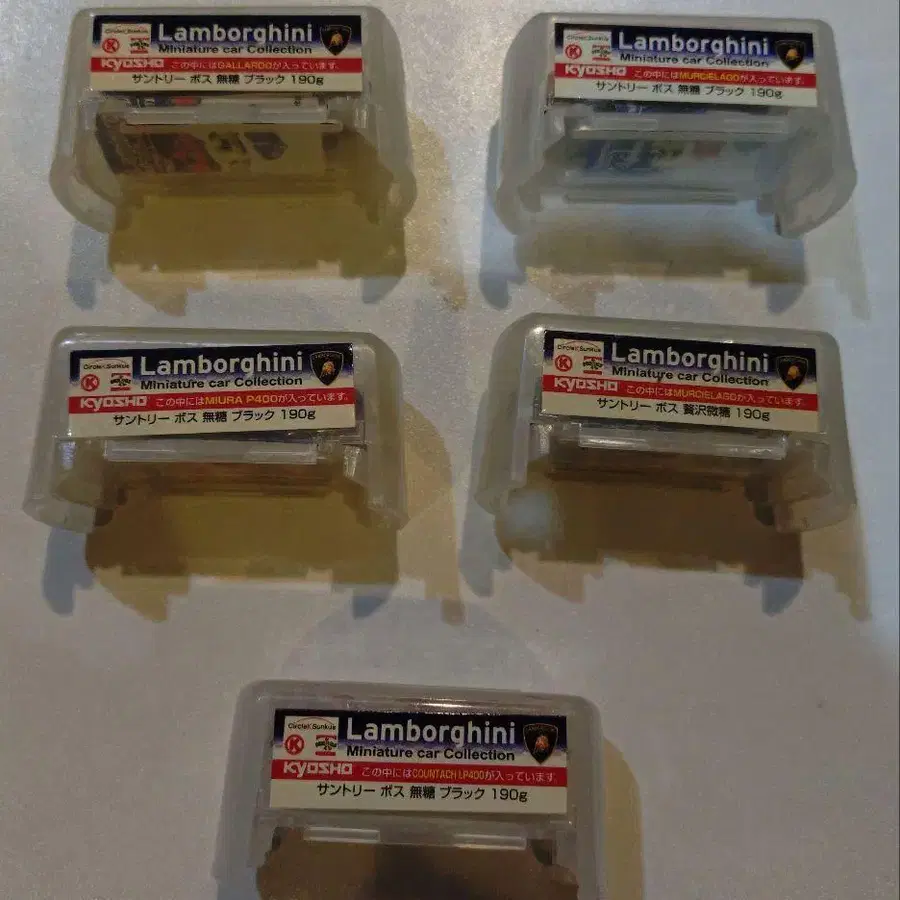 CircleK Sunkus
Lamborghini
K
Miniature car Collection
KYOSHO この中にはGALLARDOが入っています。
サントリー ボス 無糖 ブラック 190g
CircleK Sunkus
Lamborghini
K
Miniature car Collection
KYOSHO この中にはMURCIELAGOが入っています。
サントリー ボス 無糖 ブラック 190g
CircleK Sunkus
Lamborghini
K
Miniature car Collection
KYOSHO この中にはMIURA P400が入っています。
サントリー ボス 無糖 ブラック 190g
CircleK Sunkus
Lamborghini
K
Miniature car Collection
KYOSHO この中にはMURCIELAGOが入っています。
サントリー ボス 贅沢微糖 190g
CircleK Sunkus
Lamborghini
K
Miniature car Collection
KYOSHO この中にはCOUNTACH LP400が入っています。
サントリー ボス 無糖 ブラック 190g